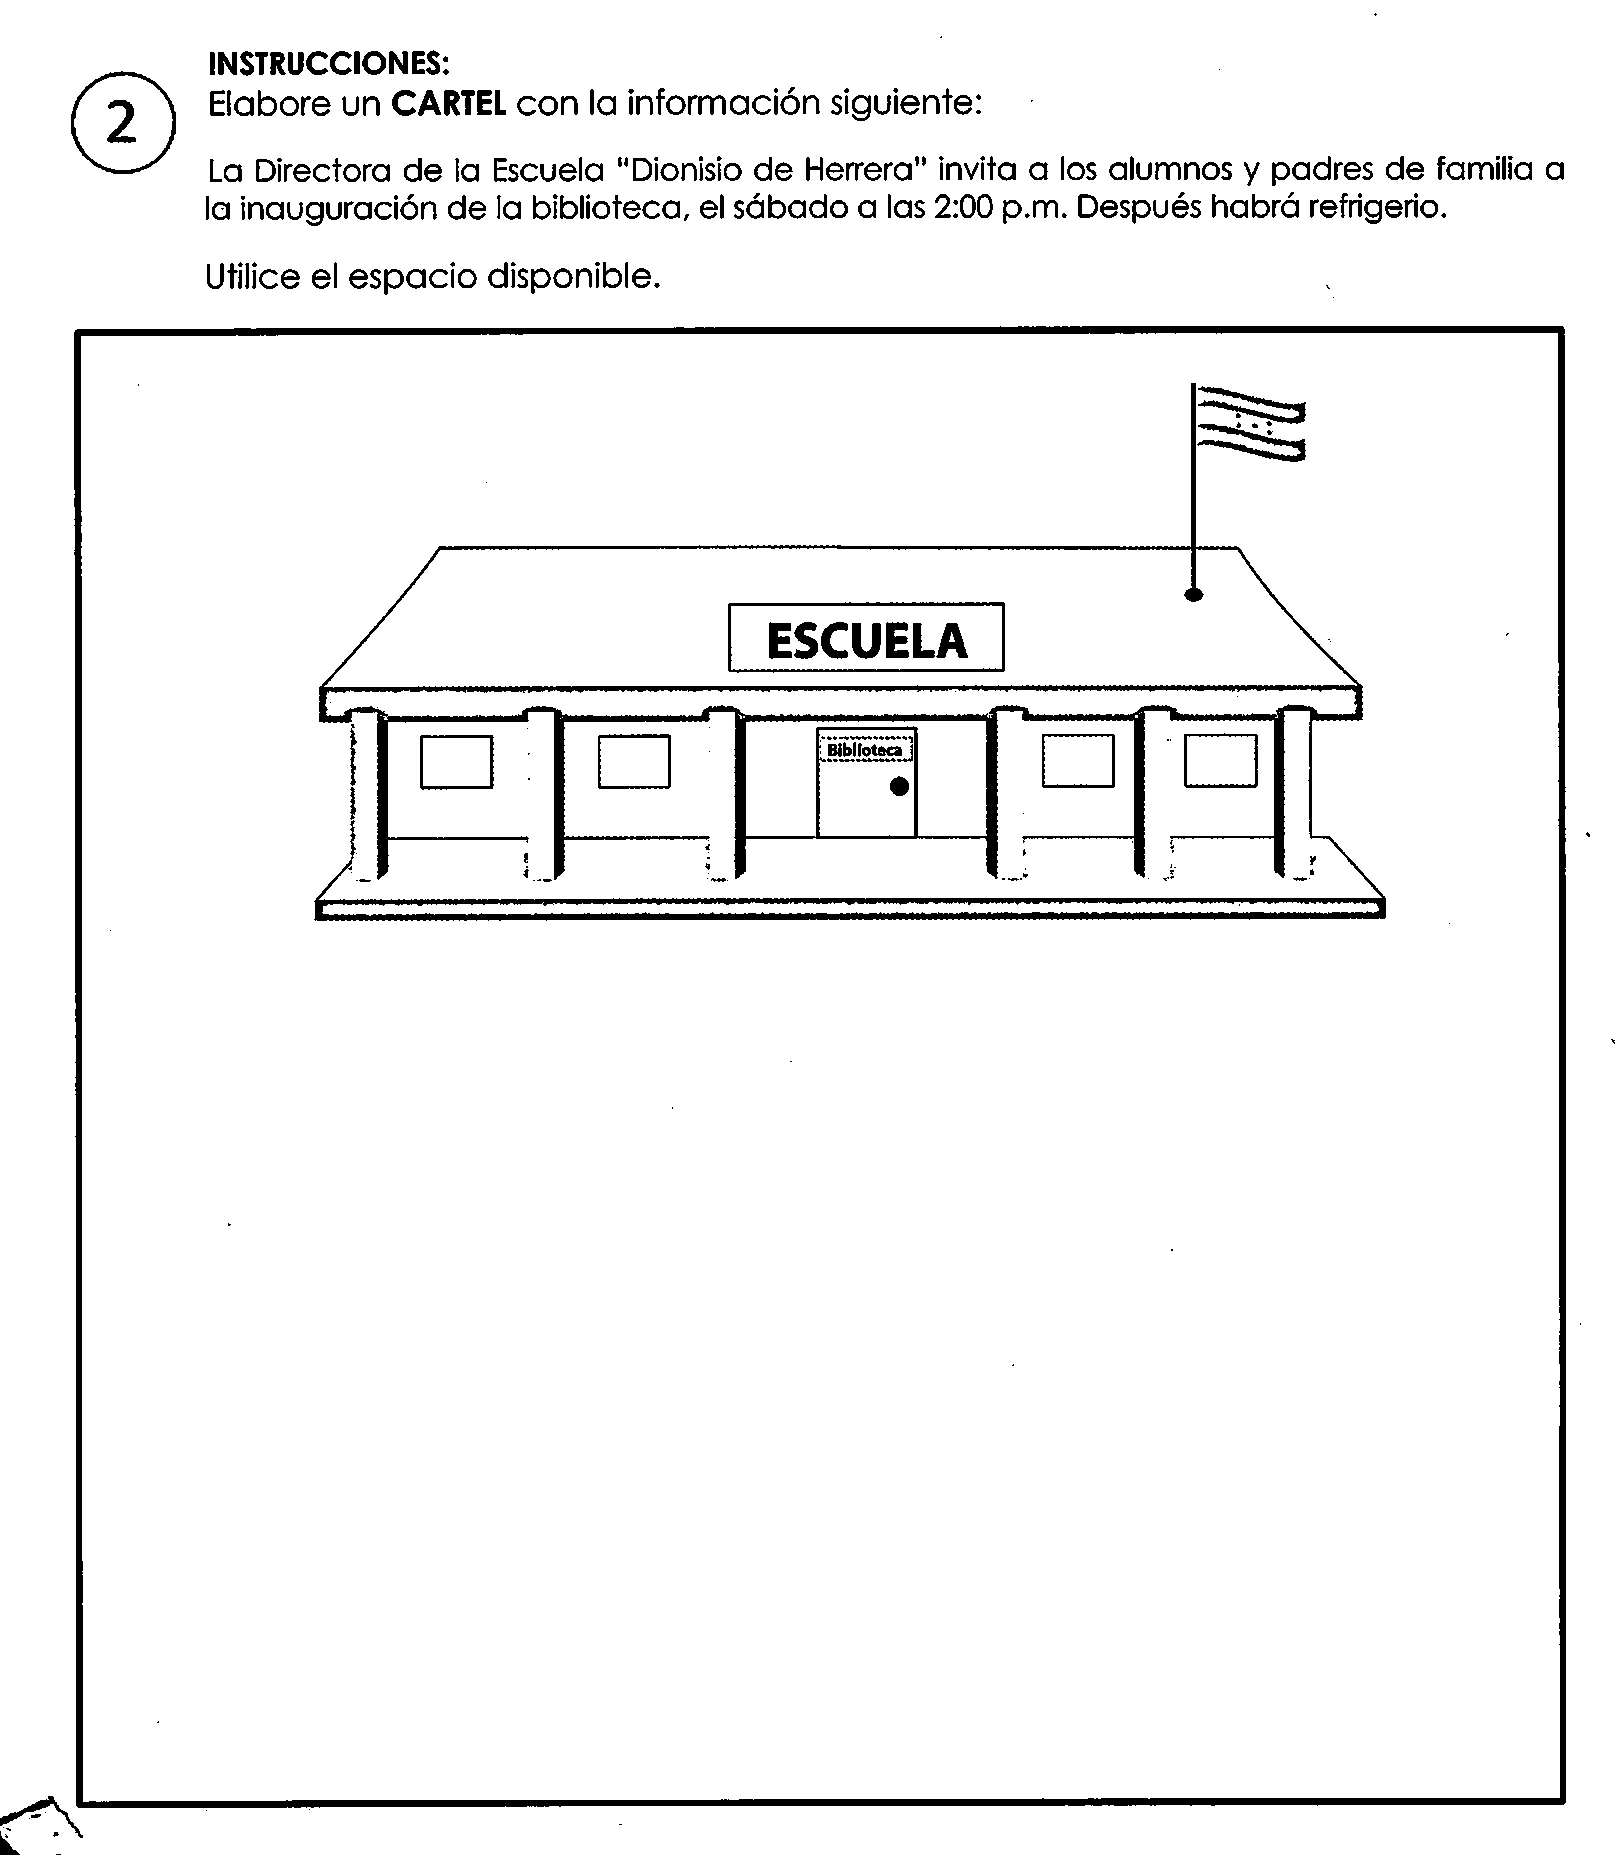 INSTRUCCIONES:
2
Elabore un CARTEL con la información siguiente:
La Directora de la Escuela "Dionisio de Herrera" invita a los alumnos y padres de familia a
la inauguración de la biblioteca, el sábado a las 2:00 p.m. Después habrá refrigerio.
Utilice el espacio disponible.
ESCUELA
Biblioteca